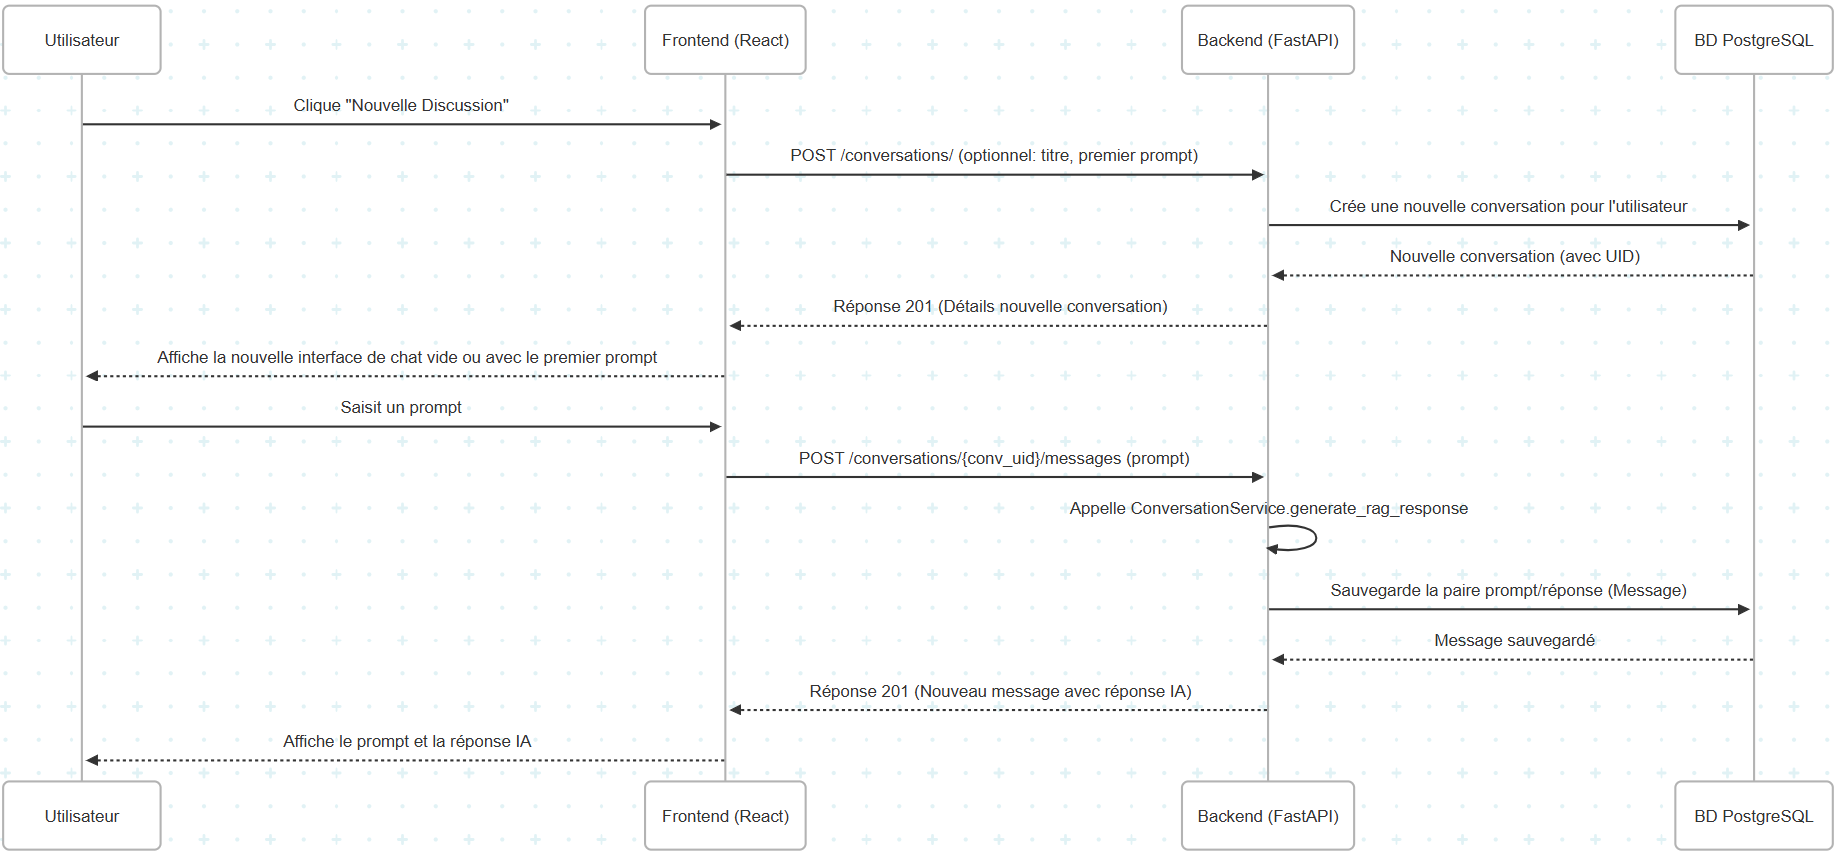 Utilisateur
Frontend (React)
Backend (FastAPI)
BD PostgreSQL
Clique "Nouvelle Discussion"
POST /conversations/ (optionnel: titre, premier prompt)
Crée une nouvelle conversation pour l'utilisateur
Nouvelle conversation (avec UID)
Réponse 201 (Détails nouvelle conversation)
Affiche la nouvelle interface de chat vide ou avec le premier prompt
Saisit un prompt
POST /conversations/{conv_uid}/messages (prompt)
Appelle ConversationService.generate_rag_response
Sauvegarde la paire prompt/réponse (Message)
Message sauvegardé
Réponse 201 (Nouveau message avec réponse IA)
Affiche le prompt et la réponse IA
Utilisateur
Frontend (React)
Backend (FastAPI)
BD PostgreSQL